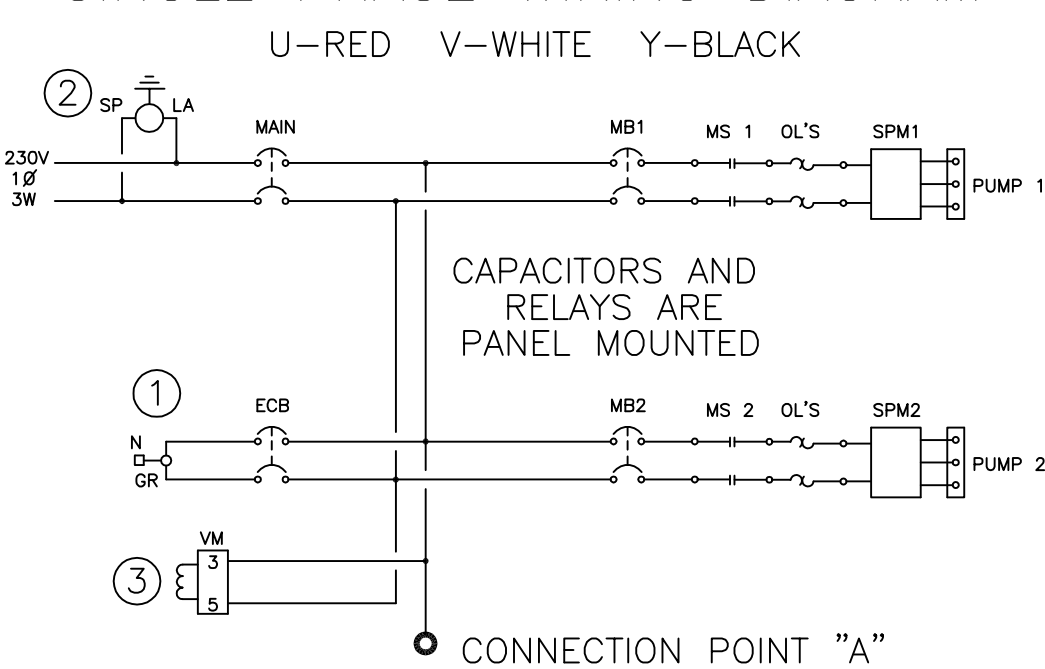 U-RED V-WHITE Y-BLACK
2
SP
LA
MAIN
MB1
MS 1
OL'S
SPM1
230V
1Ø
3W
PUMP 1
CAPACITORS AND
RELAYS ARE
PANEL MOUNTED
1
ECB
MB2
MS 2
OL'S
SPM2
N
GR
PUMP 2
VM
3
3
5
CONNECTION POINT "A"